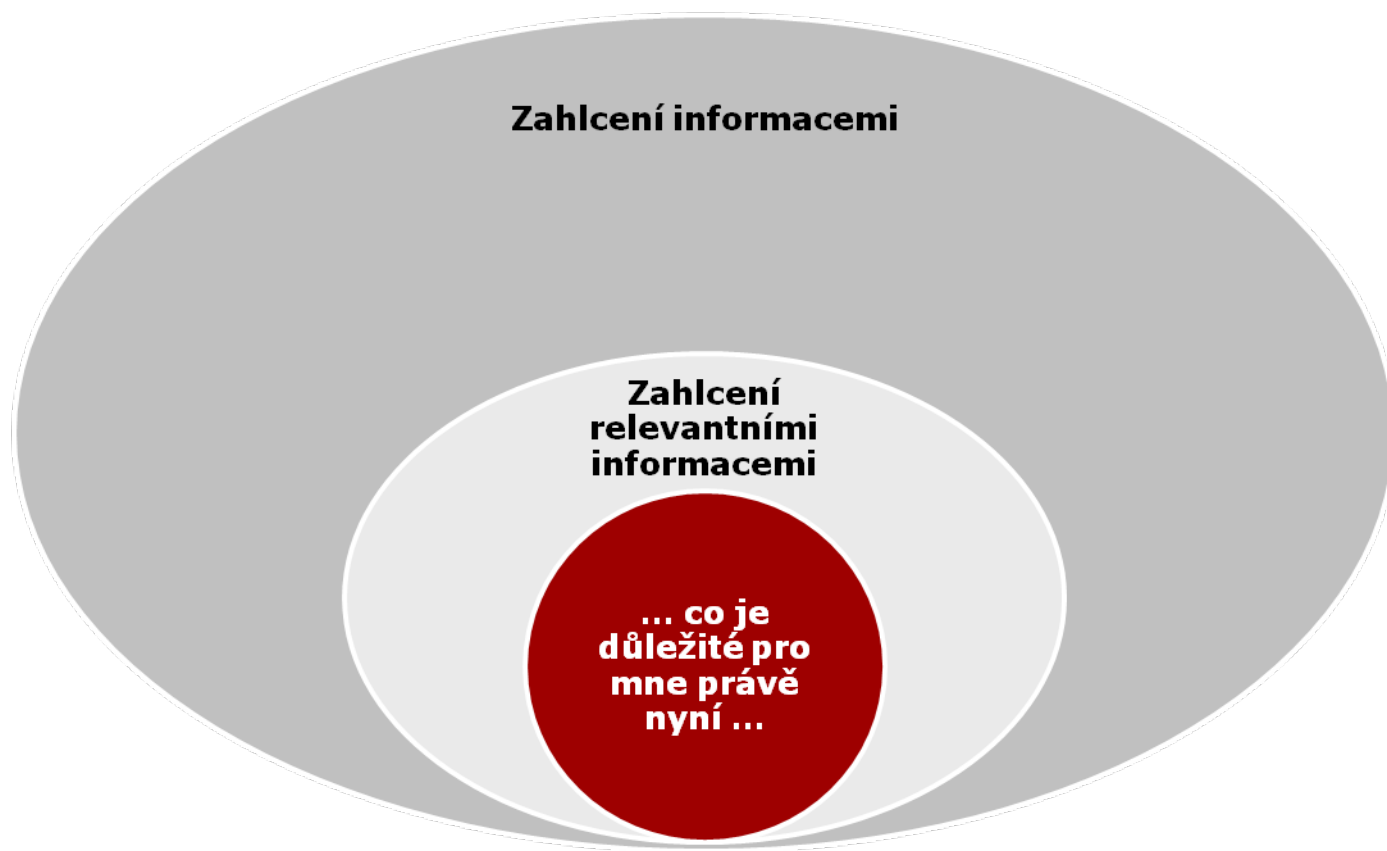 Zahlcení informacemi
Zahlcení
relevantními
informacemi
... co je
důležité pro
mne právě
nyní ...